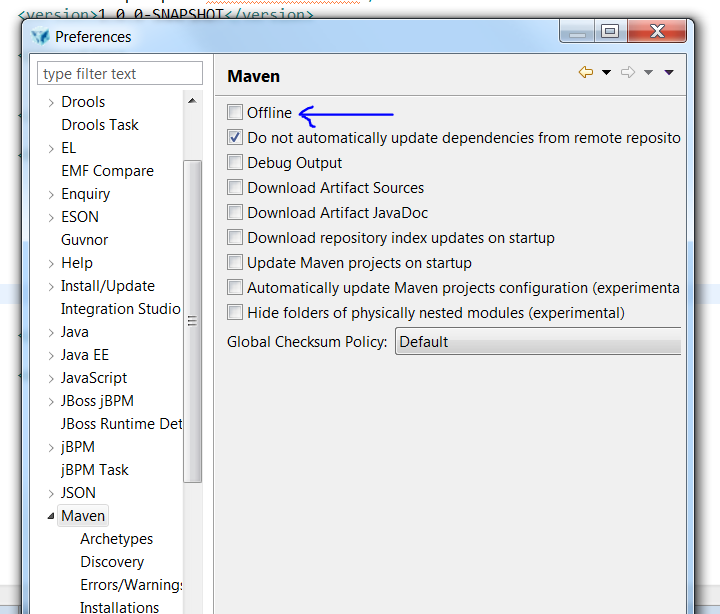 <version>1.0.0-SNAPSHOT</version>
Preferences
type filter text
Drools
Drools Task
EL
EMF Compare
Enquiry
ESON
Guvnor
Help
Install/Update
Integration Studio
Java
Java EE
JavaScript
JBoss jBPM
JBoss Runtime Det
jBPM
jBPM Task
JSON
Maven
Archetypes
Discovery
Errors/Warnings
Installations
Maven
Offline
Do not automatically update dependencies from remote reposito
Debug Output
Download Artifact Sources
Download Artifact JavaDoc
Download repository index updates on startup
Update Maven projects on startup
Automatically update Maven projects configuration (experimenta
Hide folders of physically nested modules (experimental)
Global Checksum Policy: Default